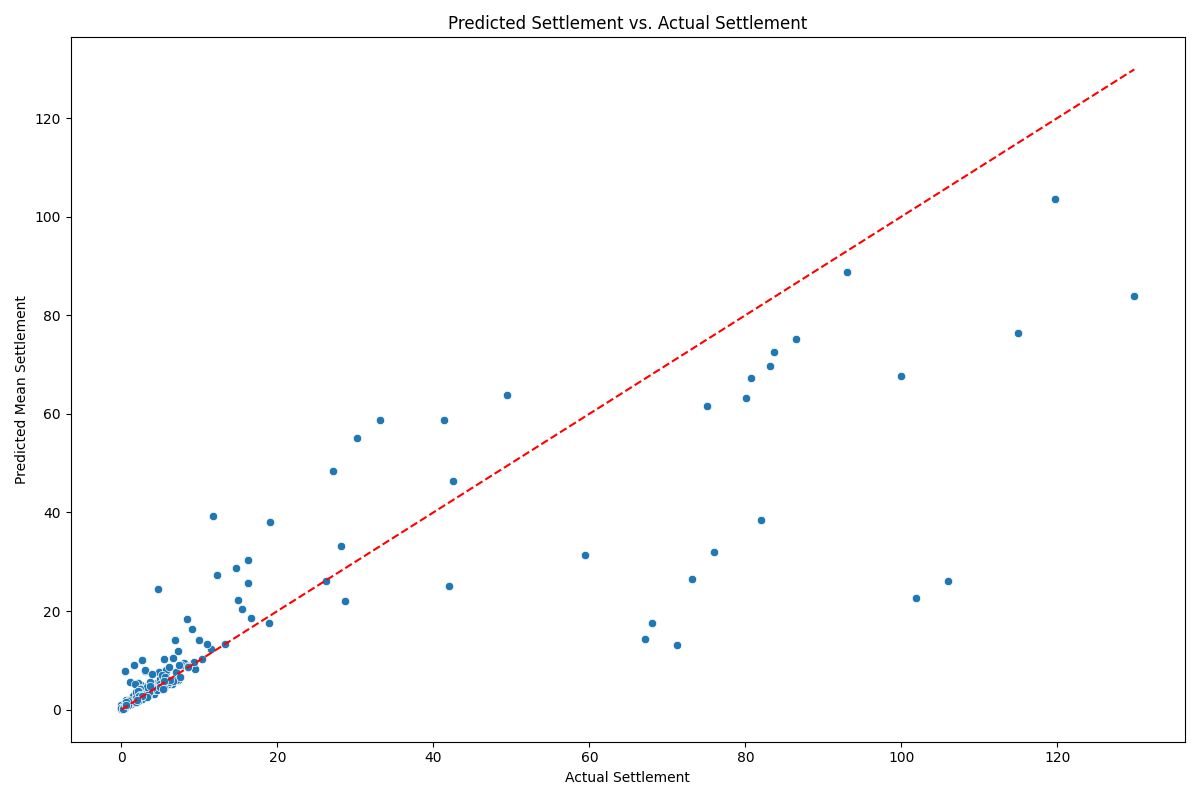 Predicted Settlement vs. Actual Settlement
Predicted Mean Settlement
120
100
80
60
40
20
0
0 20 40 60 80 100 120
Actual Settlement